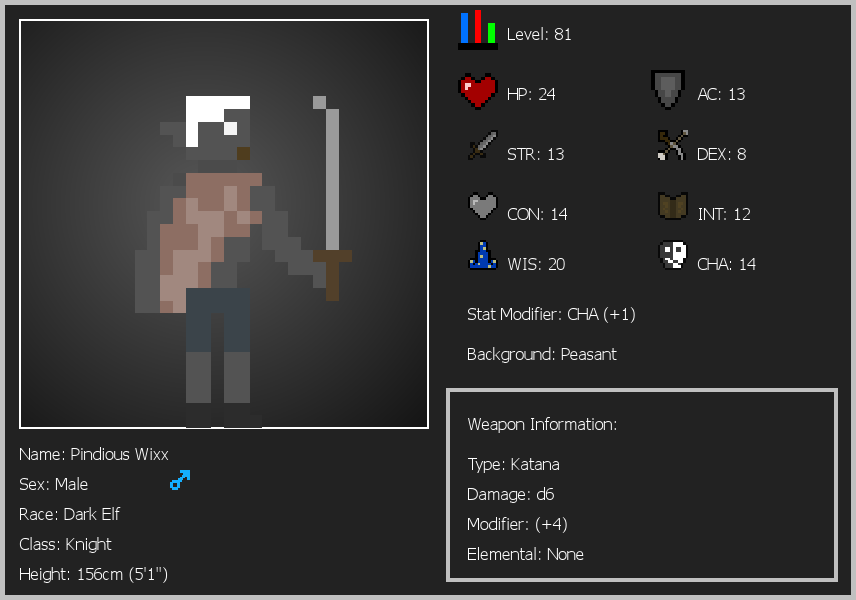 Level: 81
HP: 24
AC: 13
STR: 13
DEX: 8
CON: 14
INT: 12
WIS: 20
CHA: 14
Stat Modifier: CHA (+1)
Background: Peasant
Weapon Information:
Type: Katana
Damage: d6
Modifier: (+4)
Elemental: None
Name: Pindious Wixx
Sex: Male
Race: Dark Elf
Class: Knight
Height: 156cm (5'1")